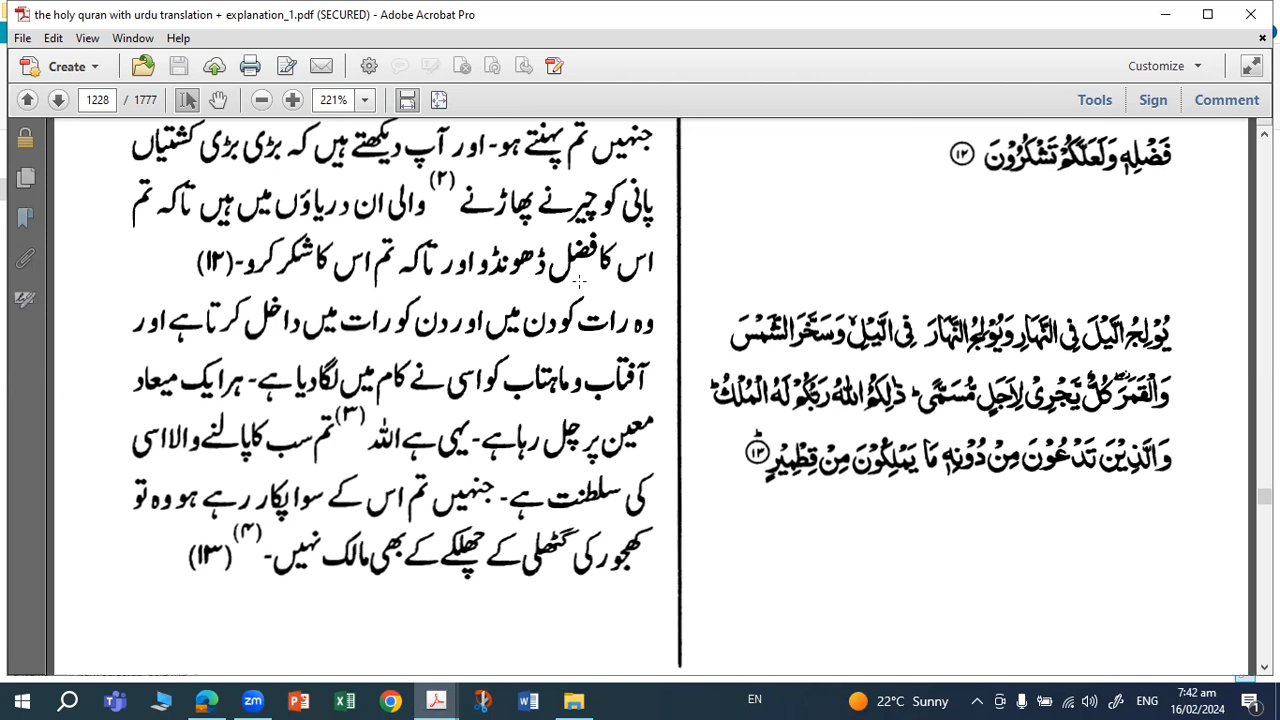 the holy quran with urdu translation + explanation_1.pdf (SECURED) - Adobe Acrobat Pro
File Edit View Window Help
Create Customize
1228 / 1777 221% Tools Sign Comment
فَضْلِهٖ وَلَعَلَّكُمْ تَشْكُرُوْنَ ⑫
يُوْلِجُ الَّيْلَ فِى النَّهَارِ وَيُوْلِجُ النَّهَارَ فِى الَّيْلِ ۙ وَسَخَّرَ الشَّمْسَ
وَالْقَمَرَ ۖ كُلٌّ يَّجْرِىْ لِاَجَلٍ مُّسَمًّى ؕ ذٰلِكُمُ اللّٰهُ رَبُّكُمْ لَهُ الْمُلْكُ ؕ
وَالَّذِيْنَ تَدْعُوْنَ مِنْ دُوْنِهٖ مَا يَمْلِكُوْنَ مِنْ قِطْمِيْرٍ ؕ ⑬
جنہیں تم پہنتے ہو۔ اور آپ دیکھتے ہیں کہ بڑی بڑی کشتیاں
پانی کو چیرنے پھاڑنے (۲) والی ان دریاؤں میں ہیں تاکہ تم
اس کا فضل ڈھونڈو اور تاکہ تم اس کا شکر کرو۔ (۱۲)
وہ رات کو دن میں اور دن کو رات میں داخل کرتا ہے اور
آفتاب و ماہتاب کو اسی نے کام میں لگا دیا ہے۔ ہر ایک میعاد
معین پر چل رہا ہے۔ یہی ہے اللہ (۳) تم سب کا پالنے والا اسی
کی سلطنت ہے۔ جنہیں تم اس کے سوا پکار رہے ہو وہ تو
کھجور کی گٹھلی کے چھلکے کے بھی مالک نہیں۔ (۴) (۱۳)
EN 22°C Sunny ENG 7:42 am
16/02/2024